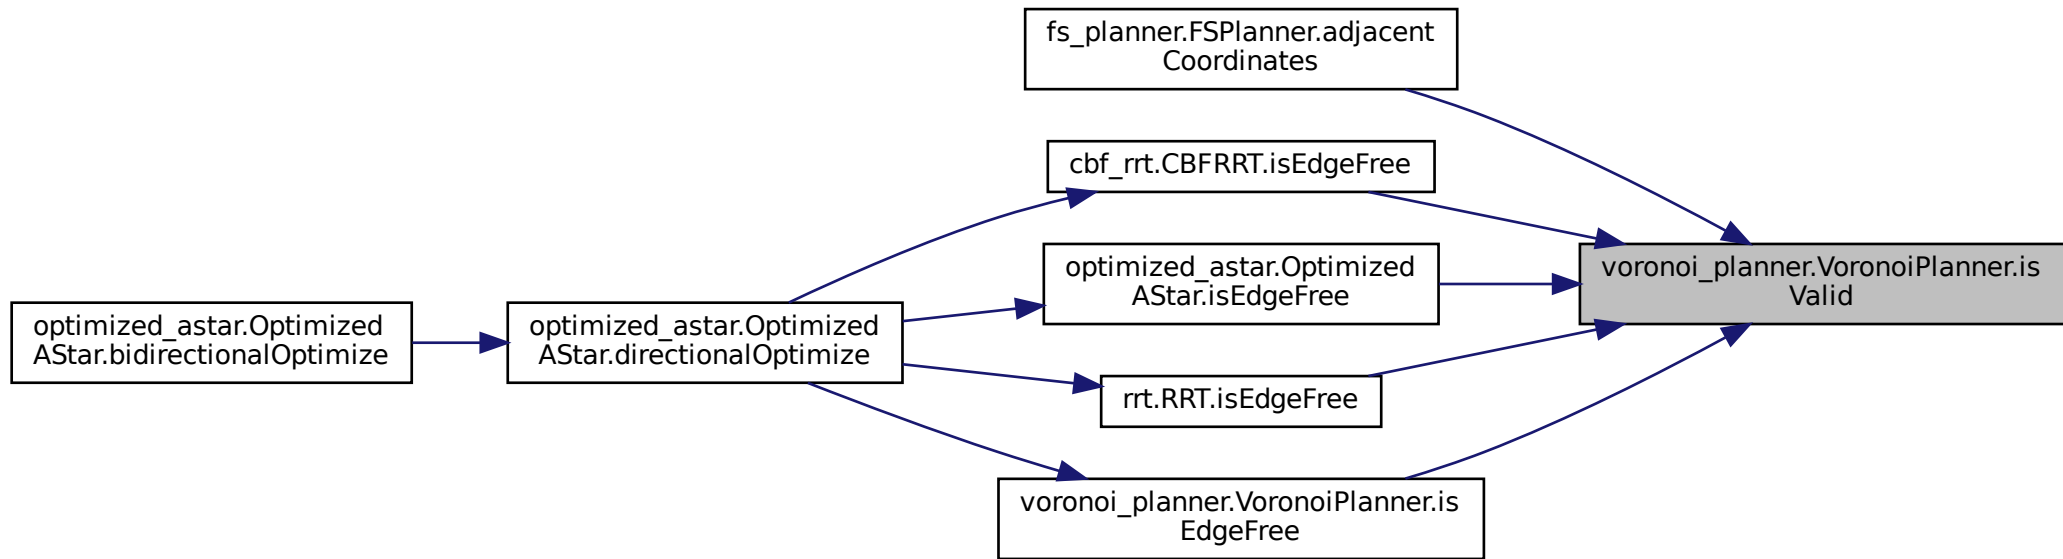 fs_planner.FSPlanner.adjacent
Coordinates
cbf_rrt.CBFRRT.isEdgeFree
optimized_astar.Optimized
AStar.isEdgeFree
voronoi_planner.VoronoiPlanner.is
Valid
optimized_astar.Optimized
AStar.bidirectionalOptimize
optimized_astar.Optimized
AStar.directionalOptimize
rrt.RRT.isEdgeFree
voronoi_planner.VoronoiPlanner.is
EdgeFree